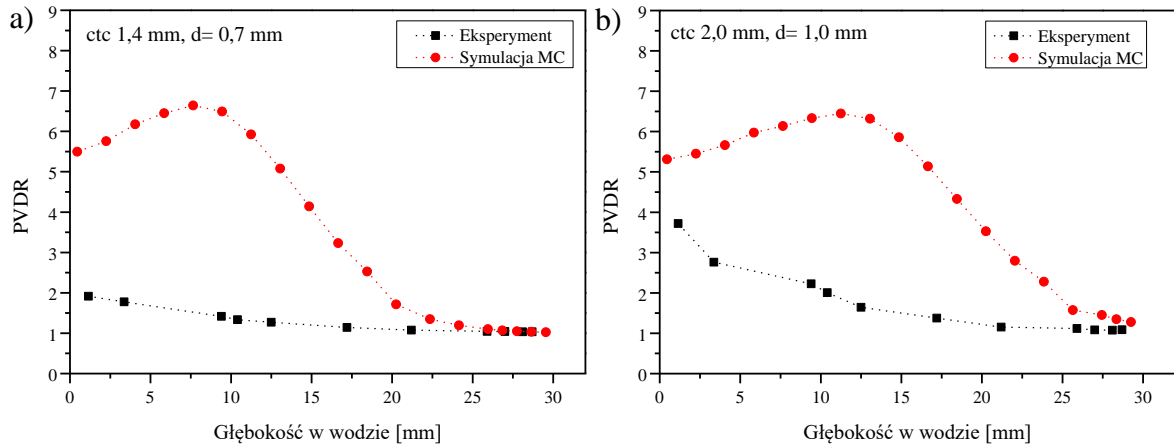 a)
ctc 1,4 mm, d= 0,7 mm
Eksperyment
Symulacja MC
9
8
7
6
5
4
3
2
1
0
PVDR
0 5 10 15 20 25 30
Głębokość w wodzie [mm]
b)
ctc 2,0 mm, d= 1,0 mm
Eksperyment
Symulacja MC
9
8
7
6
5
4
3
2
1
0
PVDR
0 5 10 15 20 25 30
Głębokość w wodzie [mm]